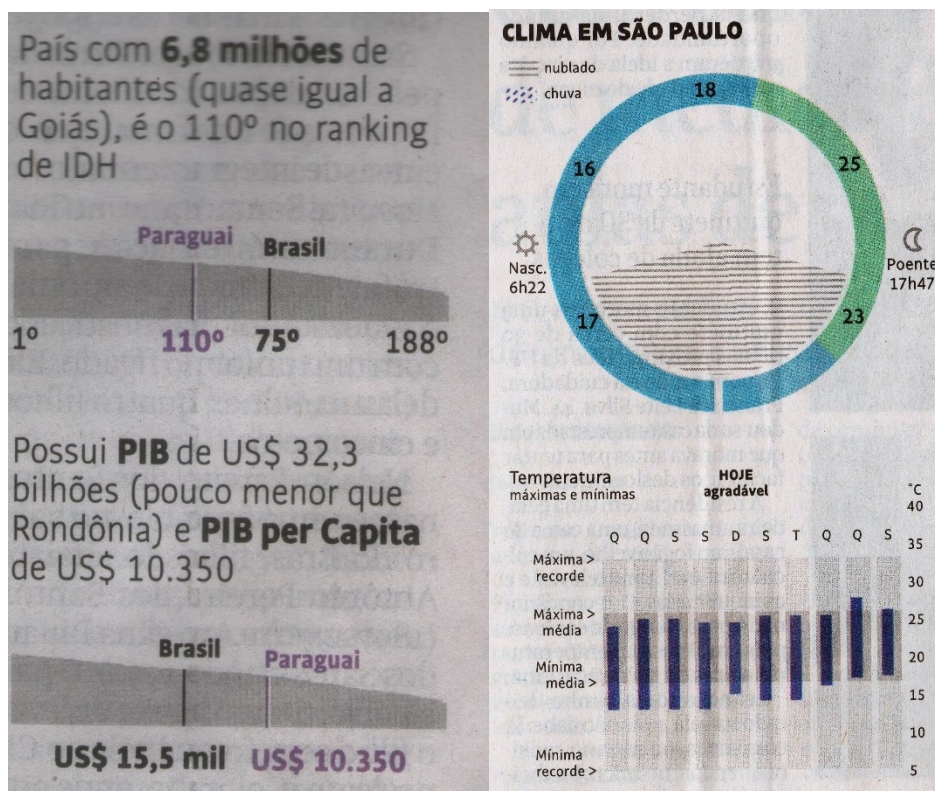 País com 6,8 milhões de
habitantes (quase igual a
Goiás), é o 110º no ranking
de IDH
Paraguai
Brasil
1º
110º
75º
188º
Possui PIB de US$ 32,3
bilhões (pouco menor que
Rondônia) e PIB per Capita
de US$ 10.350
Brasil
Paraguai
US$ 15,5 mil
US$ 10.350
CLIMA EM SÃO PAULO
nublado
chuva
18
16
25
Nasc.
6h22
Poente
17h47
17
23
Temperatura
máximas e mínimas
HOJE
agradável
°C
40
Q Q S S D S T Q Q S
35
Máxima >
recorde
30
Máxima >
média
25
Mínima
média >
20
15
10
Mínima
recorde >
5